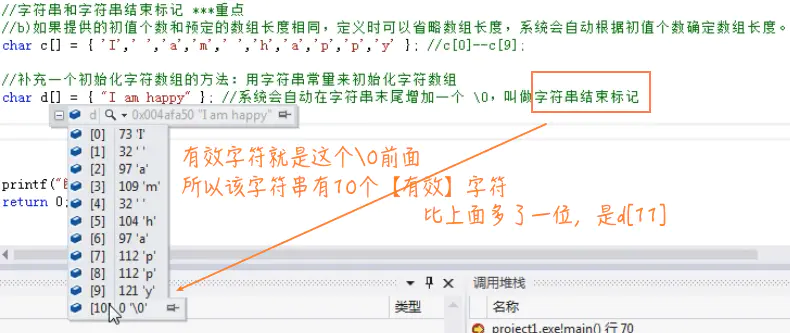 //字符串和字符串结束标记 ***重点
//b)如果提供的初值个数和预定的数组长度相同，定义时可以省略数组长度，系统会自动根据初值个数确定数组长度。
char c[] = { 'I',' ','a','m',' ','h','a','p','p','y' }; //c[0]--c[9];
//补充一个初始化字符数组的方法：用字符串常量来初始化字符数组
char d[] = { "I am happy" }; //系统会自动在字符串末尾增加一个 \0，叫做字符串结束标记
d 0x004afa50 "I am happy"
[0] 73 'I'
[1] 32 ' '
[2] 97 'a'
[3] 109 'm'
[4] 32 ' '
[5] 104 'h'
[6] 97 'a'
[7] 112 'p'
[8] 112 'p'
[9] 121 'y'
[10] 0 '\0'
有效字符就是这个\0前面
所以该字符串有10个【有效】字符
比上面多了一位，是d[11]
printf("
return 0;
类型
调用堆栈
名称
project1.exe!main() 行 70